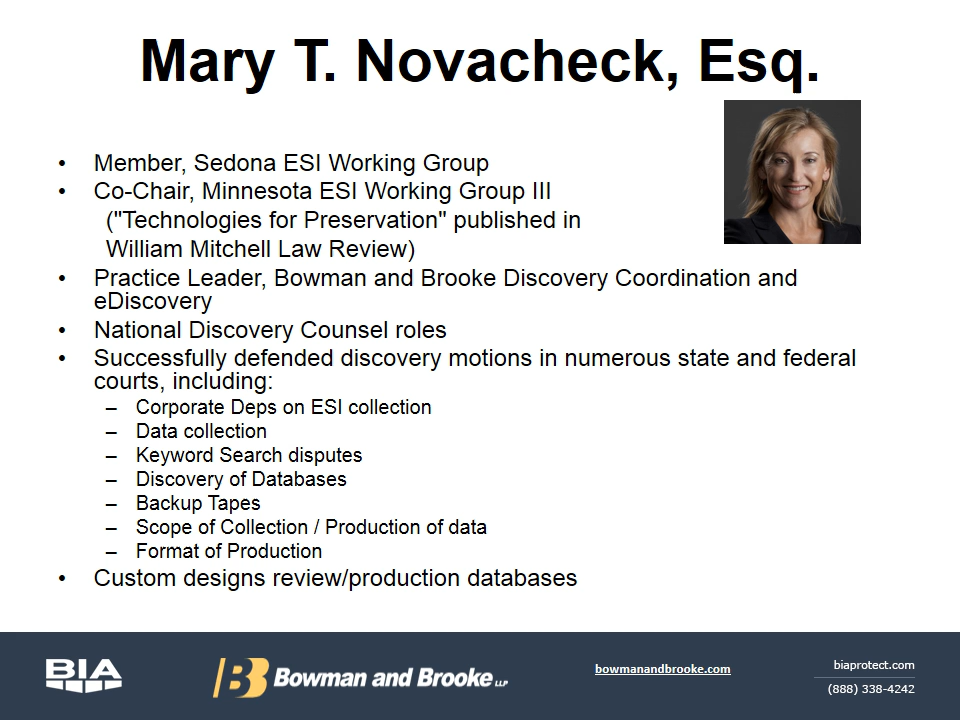 Mary T. Novacheck, Esq.
• Member, Sedona ESI Working Group
• Co-Chair, Minnesota ESI Working Group III
("Technologies for Preservation" published in
William Mitchell Law Review)
• Practice Leader, Bowman and Brooke Discovery Coordination and
eDiscovery
• National Discovery Counsel roles
• Successfully defended discovery motions in numerous state and federal
courts, including:
– Corporate Deps on ESI collection
– Data collection
– Keyword Search disputes
– Discovery of Databases
– Backup Tapes
– Scope of Collection / Production of data
– Format of Production
• Custom designs review/production databases
BIA
BB Bowman and Brooke LLP
bowmanandbrooke.com
biaprotect.com
(888) 338-4242